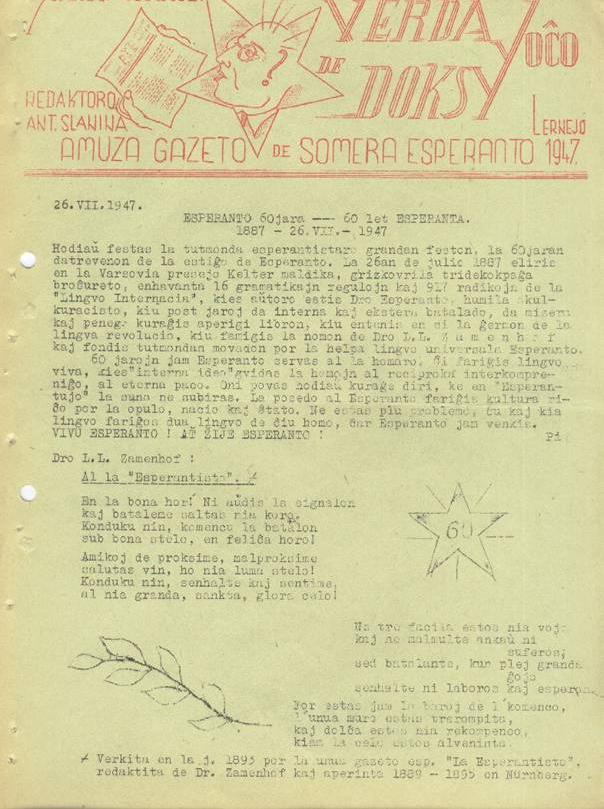 VERDA VOĈO
DE DOKSY
REDAKTORO
ANT. SLANINA
LERNEJO
AMUZA GAZETO DE SOMERA ESPERANTO 1947.
26.VII.1947.
ESPERANTO 60jara --- 60 let ESPERANTA.
1887 - 26.VII.- 1947
Hodiaŭ festas la tutmonda esperantistaro grandan feston, la 60jaran
datrevenon de la estiĝo de Esperanto. La 26an de julio 1887 eliris
en la Varsovia presejo Kelter maldika, grizkovrila tridekokpaĝa
broŝureto, enhavanta 16 gramatikajn regulojn kaj 917 radikojn de la
"Lingvo Internacia", kies aŭtoro estis Dro Esperanto, humila okul-
kuracisto, kiu post jaroj da interna kaj ekstera batalado, da mizero
kaj penego kuraĝis aperigi libron, kiu entenis en si la ĝermon de la
lingva revolucio, kiu famigis la nomon de Dro L.L. Z a m e n h o f
kaj fondis tutmondan movadon por la helpa lingvo universala Esperanto.
60 jarojn jam Esperanto servas al la homaro. Ĝi fariĝis lingvo
viva, kies"interna ideo"gvidas la homojn al reciproka interkompre-
niĝo, al eterna paco. Oni povas hodiaŭ kuraĝe diri, ke en "Esperan-
tujo" la suno ne subiras. La posedo al Esperanto fariĝis kultura ri-
ĉo por la opulo, nacio kaj ŝtato. Ne estas plu problemo, ĉu kaj kia
lingvo fariĝos dua lingvo de ĉiu homo, ĉar Esperanto jam venkis.
VIVU ESPERANTO ! AŤ ŽIJE ESPERANTO ! Pi
Dro L.L. Zamenhof :
Al la "Esperantisto". ≠
En la bona hor! Ni aŭdis la signalon
kaj bataleme saltas nia koro.
Konduku nin, komencu la batalon
sub bona stelo, en feliĉa horo!
Amikoj de proksime, malproksime
salutas vin, ho nia luma stelo!
Konduku nin, senhalte kaj sentime,
al nia granda, sankta, glora celo!
60
Ne tro facila estos nia vojo
kaj ne malmulte ankaŭ ni
suferos;
sed batalante, kun plej granda
ĝojo
senhalte ni laboros kaj esperos
For estas jam la baroj de l'komenco,
l'unua muro estas trarompita,
kaj dolĉa estos nia rekompenco,
kiam la celo estos alvenita.
≠ Verkita en la j. 1893 por la unua gazeto esp. "La Esperantisto",
redaktita de Dr. Zamenhof kaj aperinta 1889 - 1895 en Nürnberg.